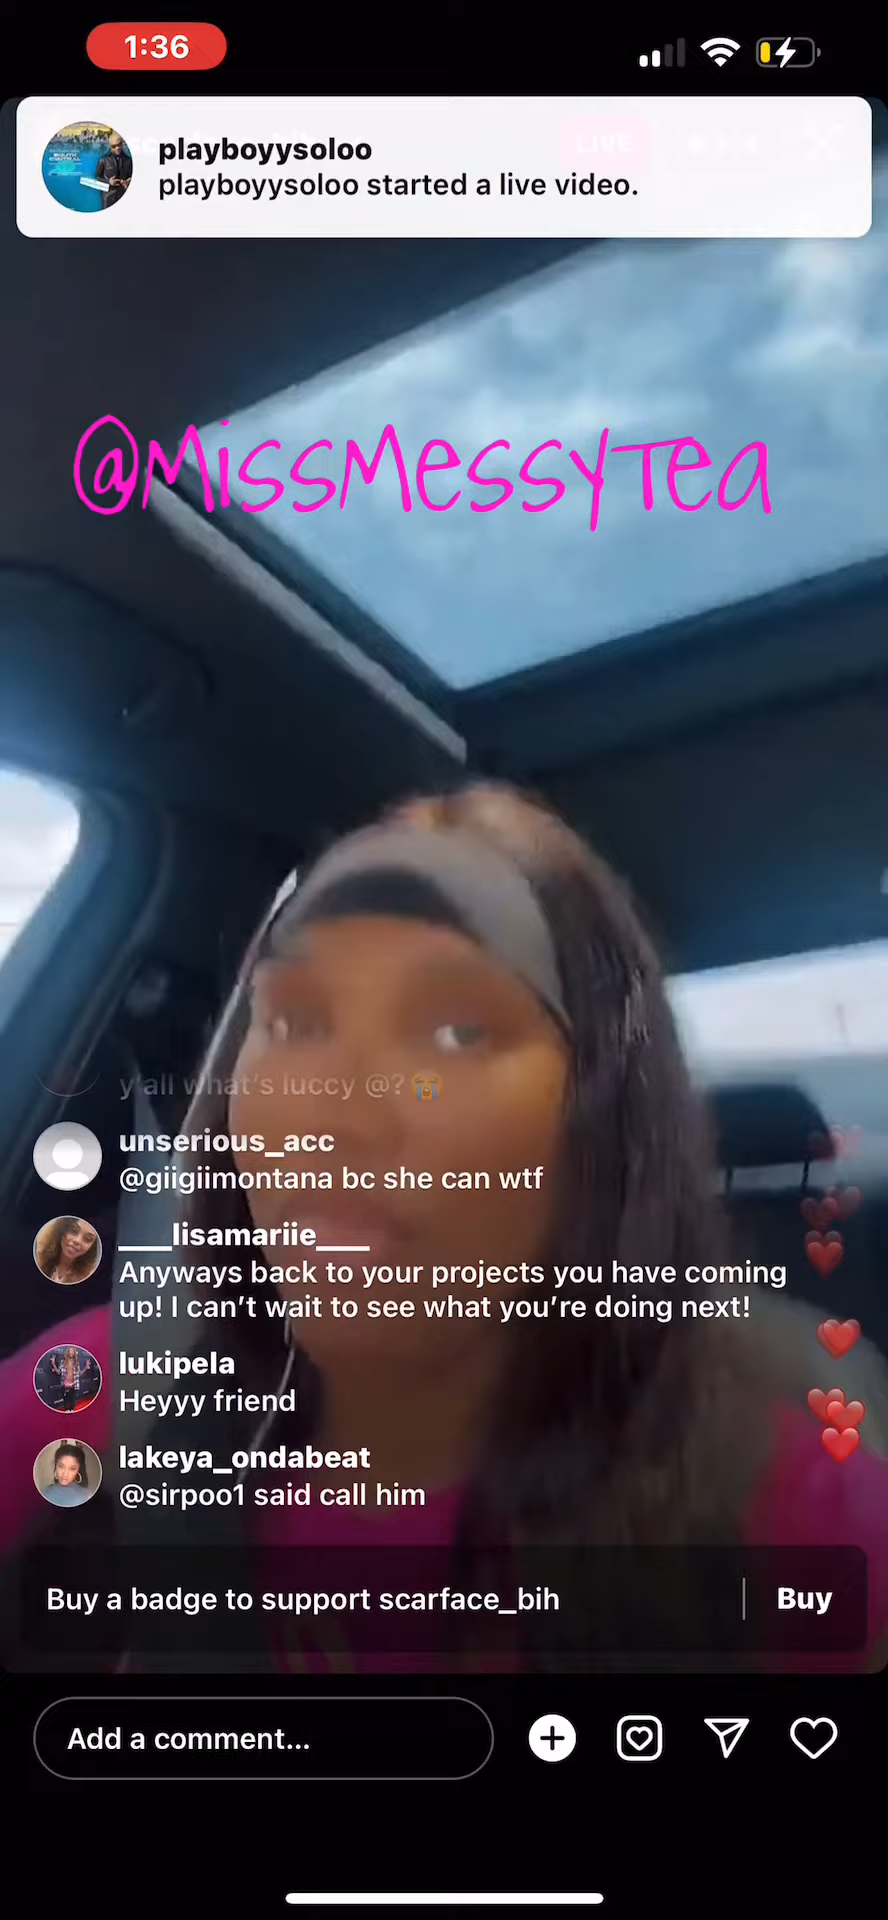 1:36
playboyysoloo
playboyysoloo started a live video.
@MissMessyTea
y'all what's luccy @?😭
unserious_acc
@giigiimontana bc she can wtf
___lisamariie___
Anyways back to your projects you have coming
up! I can't wait to see what you're doing next!
lukipela
Heyyy friend
lakeya_ondabeat
@sirpoo1 said call him
Buy a badge to support scarface_bih
Buy
Add a comment...